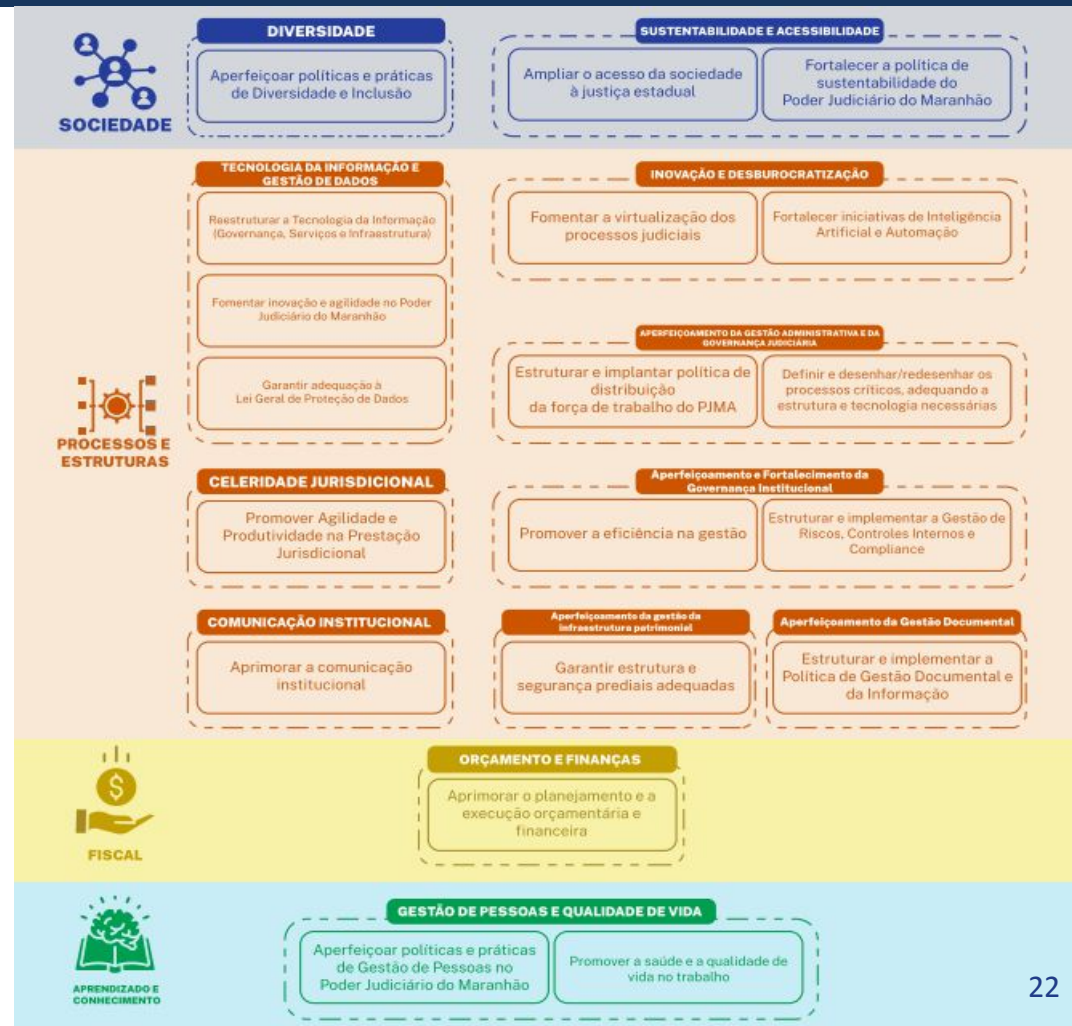 SOCIEDADE
DIVERSIDADE
Aperfeiçoar políticas e práticas
de Diversidade e Inclusão
SUSTENTABILIDADE E ACESSIBILIDADE
Ampliar o acesso da sociedade
à justiça estadual
Fortalecer a política de
sustentabilidade do
Poder Judiciário do Maranhão
PROCESSOS E
ESTRUTURAS
TECNOLOGIA DA INFORMAÇÃO E
GESTÃO DE DADOS
Reestruturar a Tecnologia da Informação
(Governança, Serviços e Infraestrutura)
Fomentar inovação e agilidade no Poder
Judiciário do Maranhão
Garantir adequação à
Lei Geral de Proteção de Dados
INOVAÇÃO E DESBUROCRATIZAÇÃO
Fomentar a virtualização dos
processos judiciais
Fortalecer iniciativas de Inteligência
Artificial e Automação
APERFEIÇOAMENTO DA GESTÃO ADMINISTRATIVA E DA
GOVERNANÇA JUDICIÁRIA
Estruturar e implantar política de
distribuição
da força de trabalho do PJMA
Definir e desenhar/redesenhar os
processos críticos, adequando a
estrutura e tecnologia necessárias
CELERIDADE JURISDICIONAL
Promover Agilidade e
Produtividade na Prestação
Jurisdicional
Aperfeiçoamento e Fortalecimento da
Governança Institucional
Promover a eficiência na gestão
Estruturar e implementar a Gestão de
Riscos, Controles Internos e
Compliance
COMUNICAÇÃO INSTITUCIONAL
Aprimorar a comunicação
institucional
Aperfeiçoamento da gestão da
infraestrutura patrimonial
Garantir estrutura e
segurança prediais adequadas
Aperfeiçoamento da Gestão Documental
Estruturar e implementar a
Política de Gestão Documental e
da Informação
FISCAL
ORÇAMENTO E FINANÇAS
Aprimorar o planejamento e a
execução orçamentária e
financeira
APRENDIZADO E
CONHECIMENTO
GESTÃO DE PESSOAS E QUALIDADE DE VIDA
Aperfeiçoar políticas e práticas
de Gestão de Pessoas no
Poder Judiciário do Maranhão
Promover a saúde e a qualidade de
vida no trabalho
22